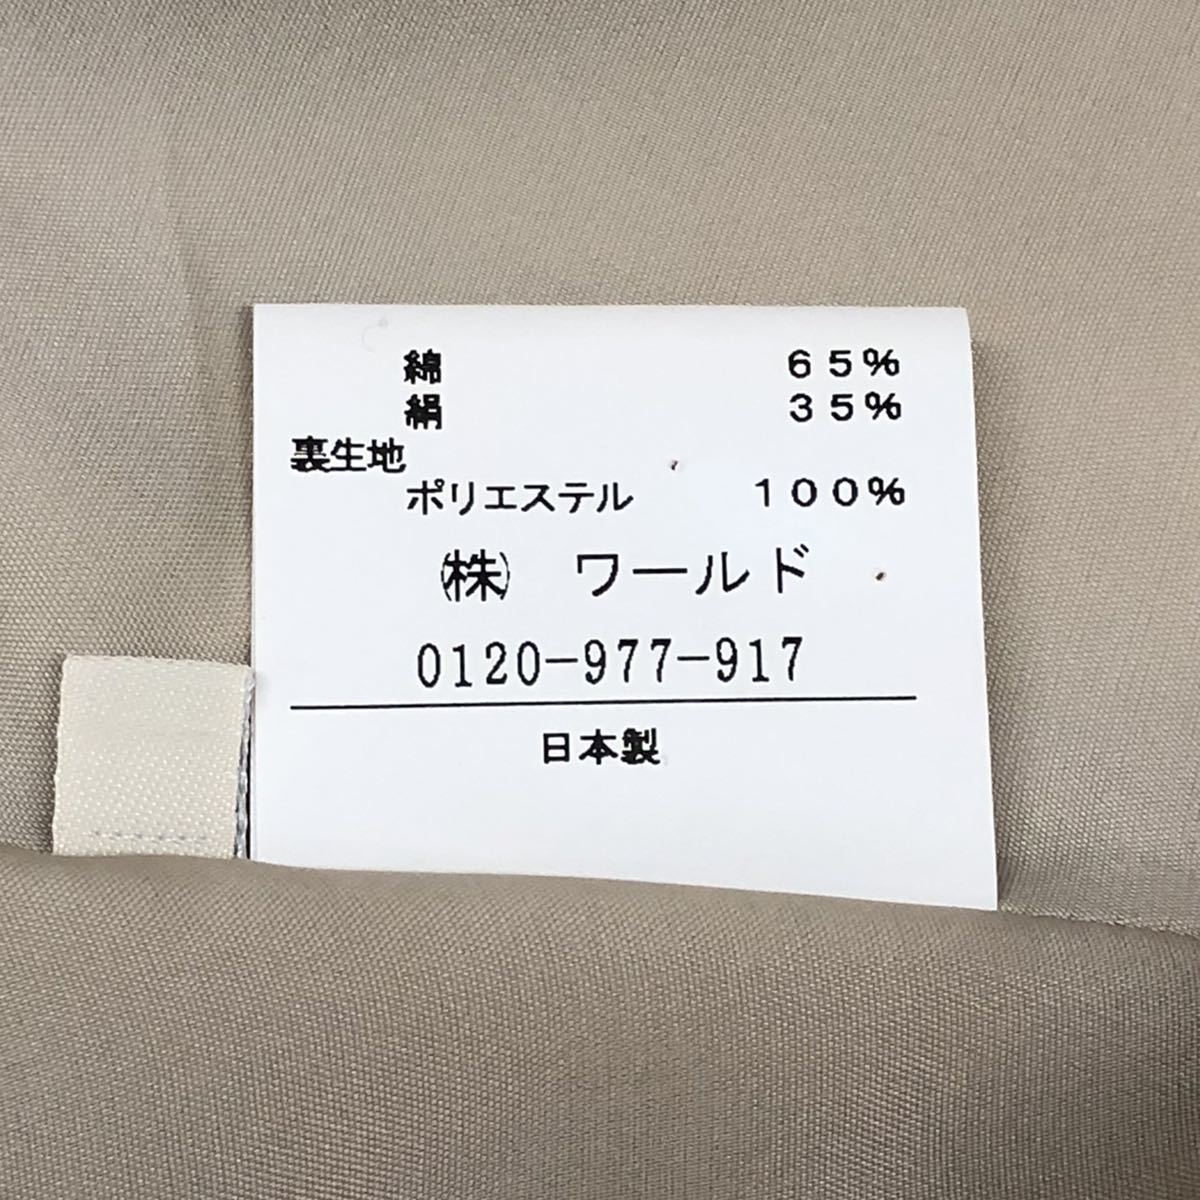 綿 65%
絹 35%
裏生地
ポリエステル 100%
㈱ ワールド
0120-977-917
日本製